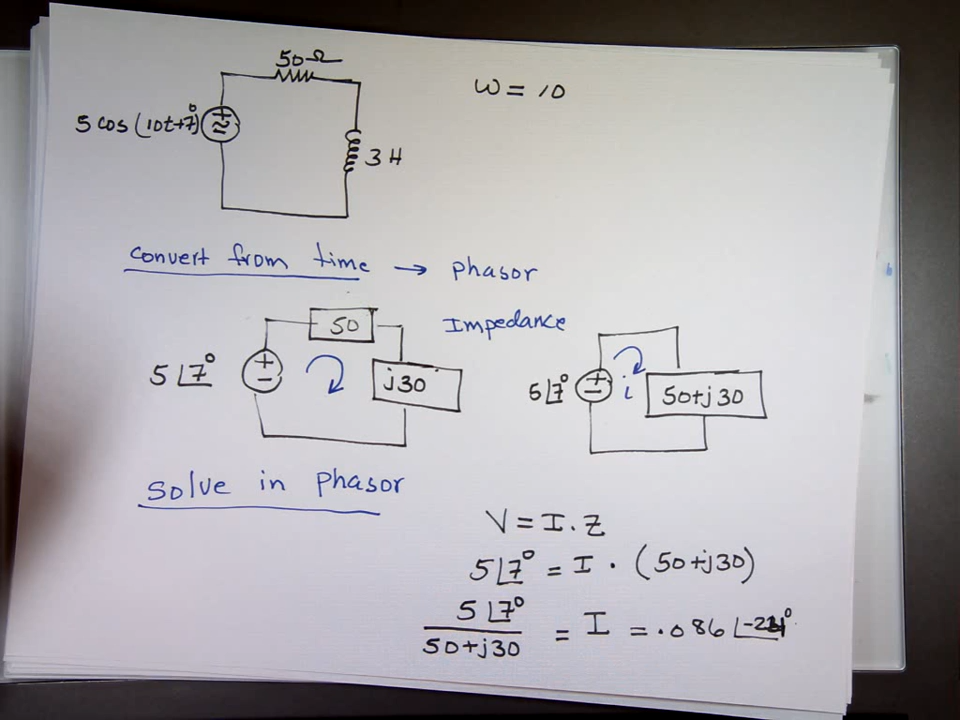 50Ω
ω = 10
5 cos (10t+7°)
3 H
convert from time → phasor
50
Impedance
5∠7°
j30
5∠7°
i
50+j30
solve in phasor
V = I . Z
5∠7° = I · (50+j30)
5∠7° / 50+j30 = I = .086